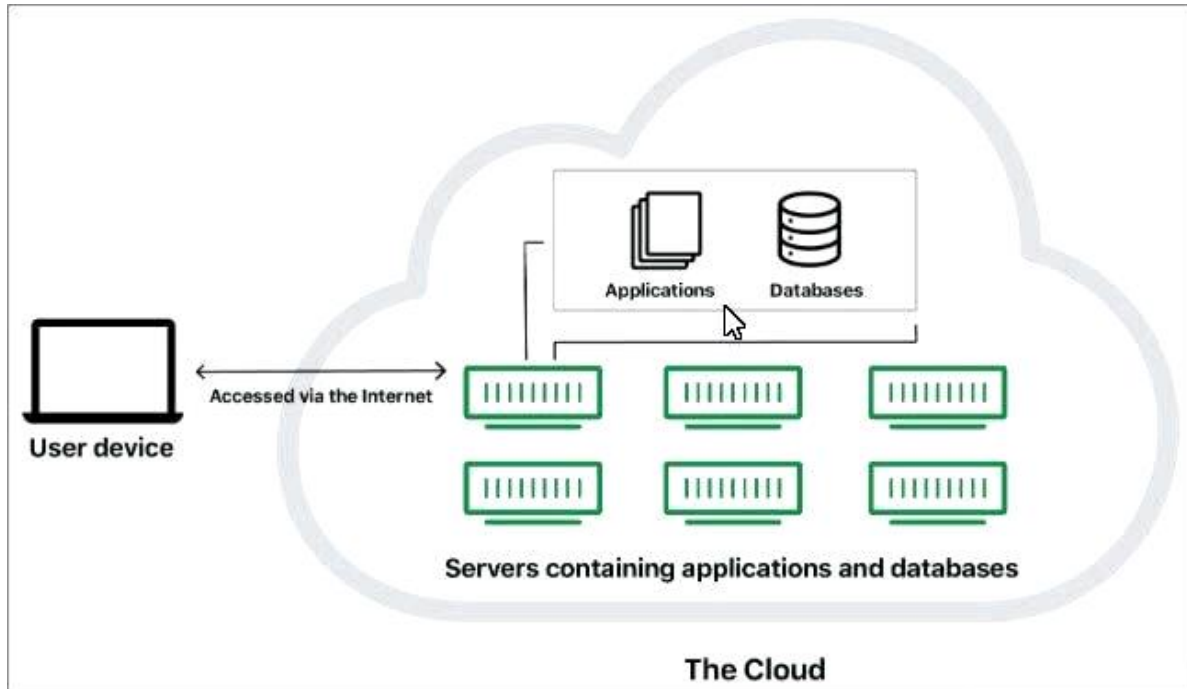 Applications
Databases
Accessed via the Internet
User device
Servers containing applications and databases
The Cloud